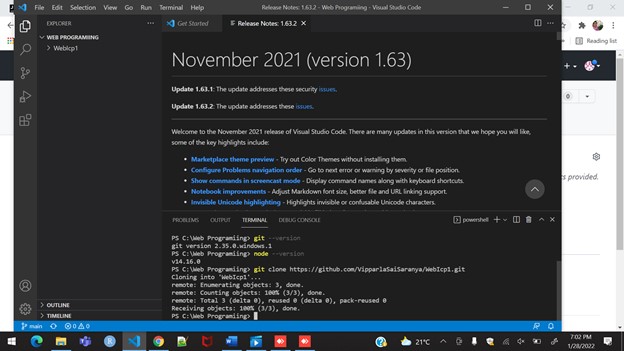 File Edit Selection View Go Run Terminal Help
Release Notes: 1.63.2 - Web Programiing - Visual Studio Code
EXPLORER
Get Started
Release Notes: 1.63.2
WEB PROGRAMIING
WebIcp1
Reading list
November 2021 (version 1.63)
Update 1.63.1: The update addresses these security issues.
Update 1.63.2: The update addresses these issues.
0
Welcome to the November 2021 release of Visual Studio Code. There are many updates in this version that we hope you will like,
some of the key highlights include:
• Marketplace theme preview - Try out Color Themes without installing them.
• Configure Problems navigation order - Go to next error or warning by severity or file position.
• Show commands in screencast mode - Display command names along with keyboard shortcuts.
• Notebook improvements - Adjust Markdown font size, better file and URL linking support.
• Invisible Unicode highlighting - Highlights invisible or confusable Unicode characters.
s provided.
PROBLEMS OUTPUT TERMINAL DEBUG CONSOLE
powershell
PS C:\Web Programiing> git --version
git version 2.35.0.windows.1
PS C:\Web Programiing> node --version
v14.16.0
PS C:\Web Programiing> git clone https://github.com/VipparlaSaiSaranya/WebIcp1.git
Cloning into 'WebIcp1'...
remote: Enumerating objects: 3, done.
remote: Counting objects: 100% (3/3), done.
remote: Total 3 (delta 0), reused 0 (delta 0), pack-reused 0
Receiving objects: 100% (3/3), done.
PS C:\Web Programiing>
OUTLINE
TIMELINE
main
0 0
21°C
7:02 PM
1/28/2022